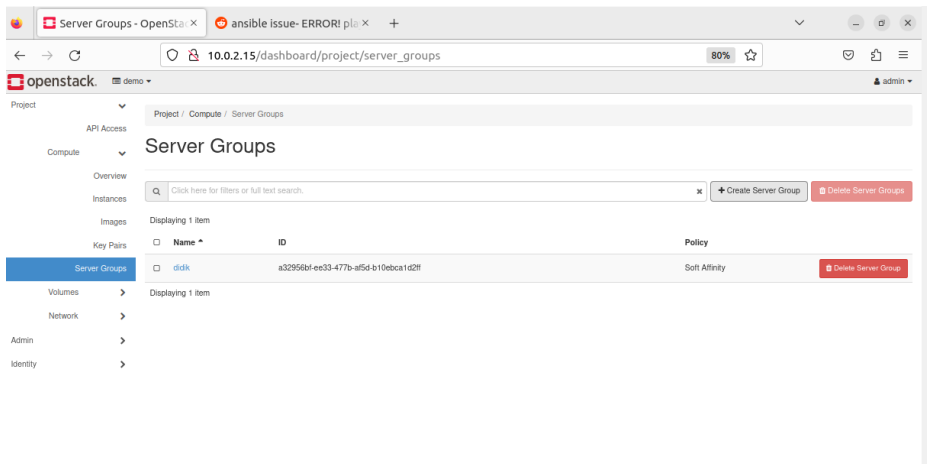 Server Groups - OpenStac
ansible issue- ERROR! pla
10.0.2.15/dashboard/project/server_groups
80%
openstack.
demo
admin
Project
API Access
Compute
Overview
Instances
Images
Key Pairs
Server Groups
Volumes
Network
Admin
Identity
Project / Compute / Server Groups
Server Groups
Click here for filters or full text search.
Create Server Group
Delete Server Groups
Displaying 1 item
Name ID Policy
didik a32956bf-ee33-477b-af5d-b10ebca1d2ff Soft Affinity Delete Server Group
Displaying 1 item